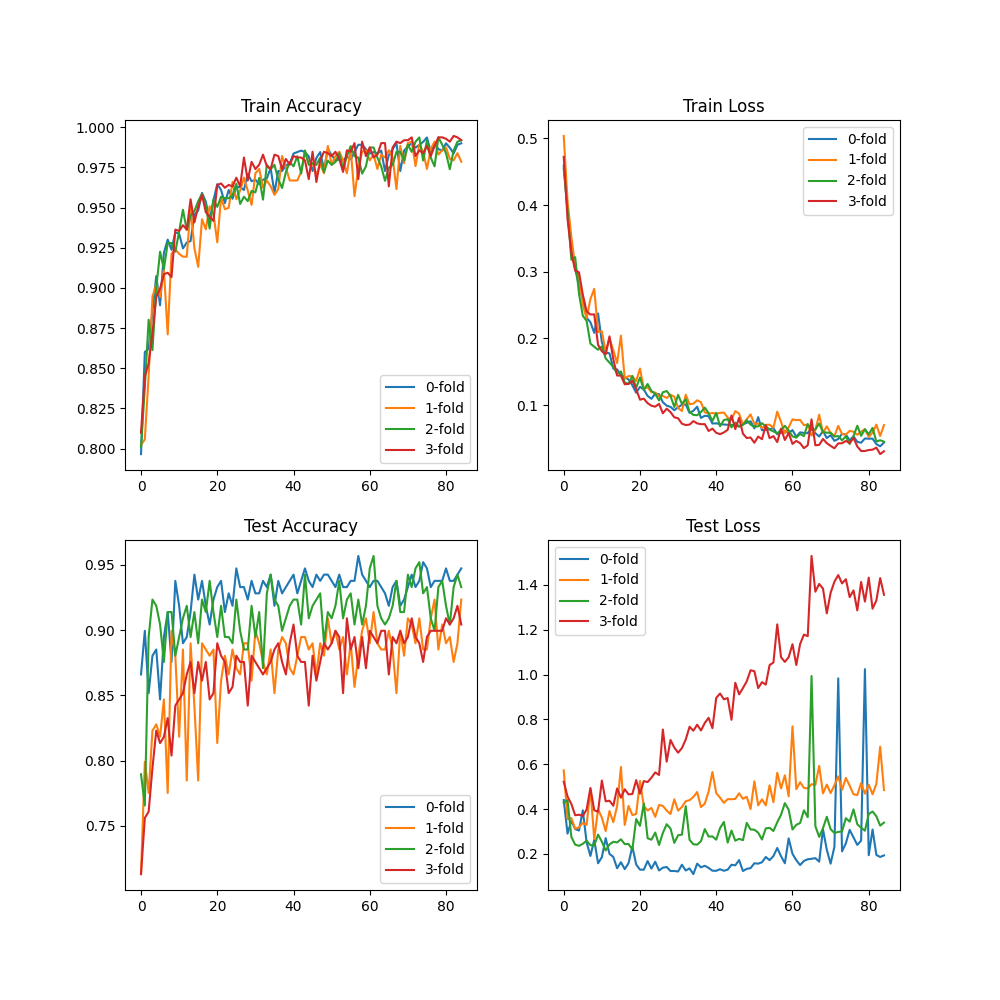 Train Accuracy
1.000
0.975
0.950
0.925
0.900
0.875
0.850
0.825
0.800
0 20 40 60 80
0-fold
1-fold
2-fold
3-fold
Train Loss
0.5
0.4
0.3
0.2
0.1
0 20 40 60 80
0-fold
1-fold
2-fold
3-fold
Test Accuracy
0.95
0.90
0.85
0.80
0.75
0 20 40 60 80
0-fold
1-fold
2-fold
3-fold
Test Loss
1.4
1.2
1.0
0.8
0.6
0.4
0.2
0 20 40 60 80
0-fold
1-fold
2-fold
3-fold